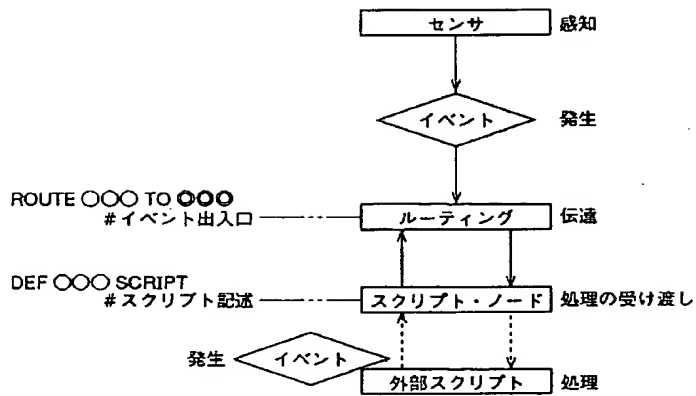 センサ 感知
イベント 発生
ROUTE ○○○ TO ◎◎◎
#イベント出入口
ルーティング 伝達
DEF ○○○ SCRIPT
#スクリプト記述
スクリプト・ノード 処理の受け渡し
発生 イベント
外部スクリプト 処理